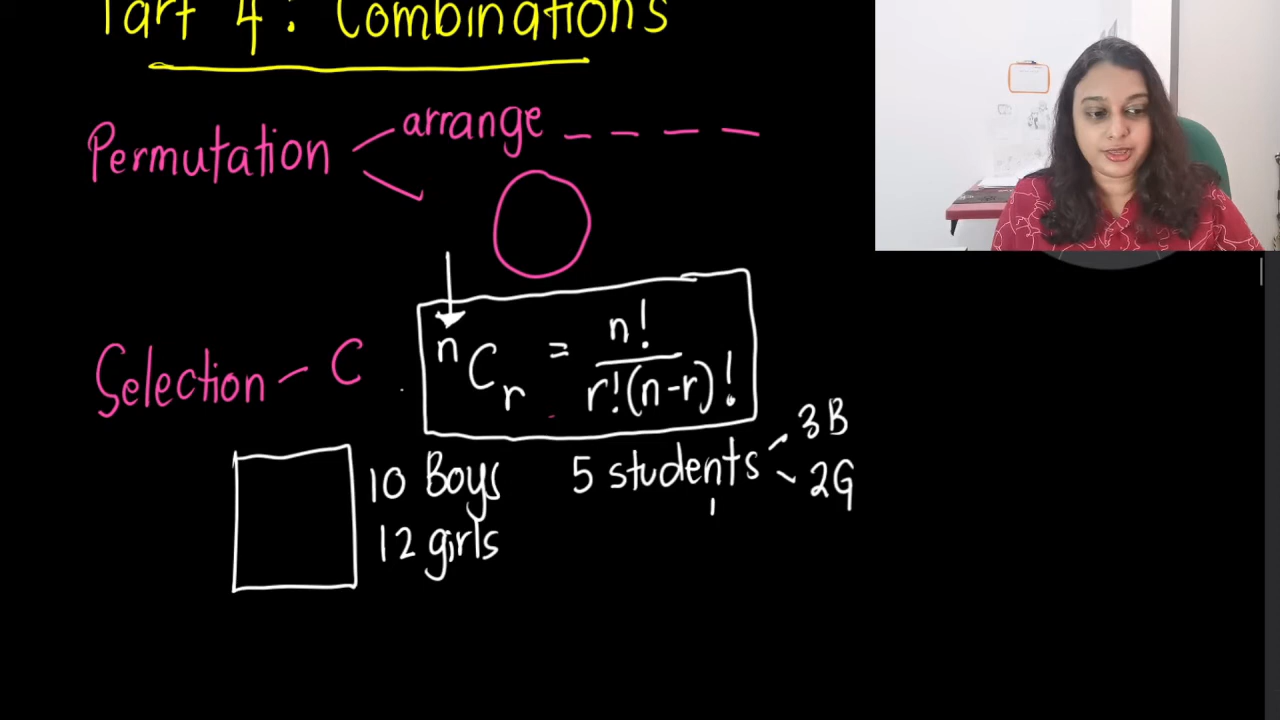 Part 4: Combinations
Permutation
arrange _ _ _ _
Selection - C
nCr = n! / r!(n-r)!
10 Boys
12 girls
5 students
3B
2G